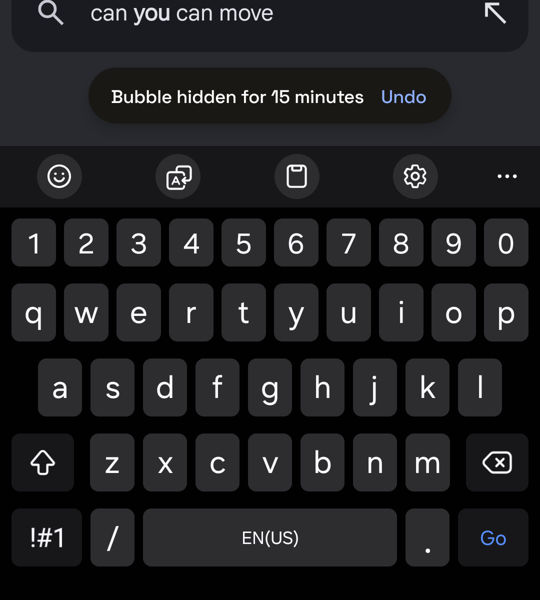 can you can move
Bubble hidden for 15 minutes Undo
A
1 2 3 4 5 6 7 8 9 0
q w e r t y u i o p
a s d f g h j k l
z x c v b n m
!#1 / EN(US) . Go